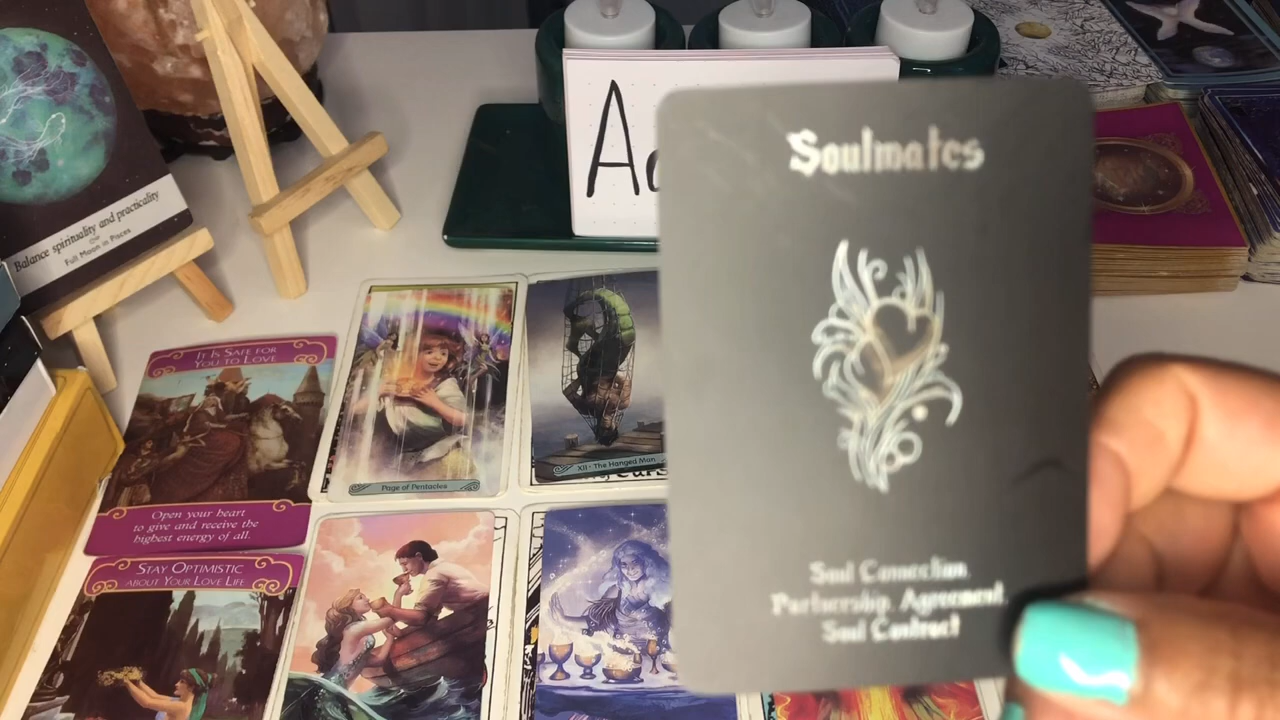 Balance spirituality and practicality
Full Moon in Pisces
A
Soulmates
Soul Connection,
Partnership, Agreement,
Soul Contract
IT IS SAFE FOR
YOU TO LOVE
Open your heart
to give and receive the
highest energy of all.
Page of Pentacles
XII • The Hanged Man
STAY OPTIMISTIC
ABOUT YOUR LOVE LIFE